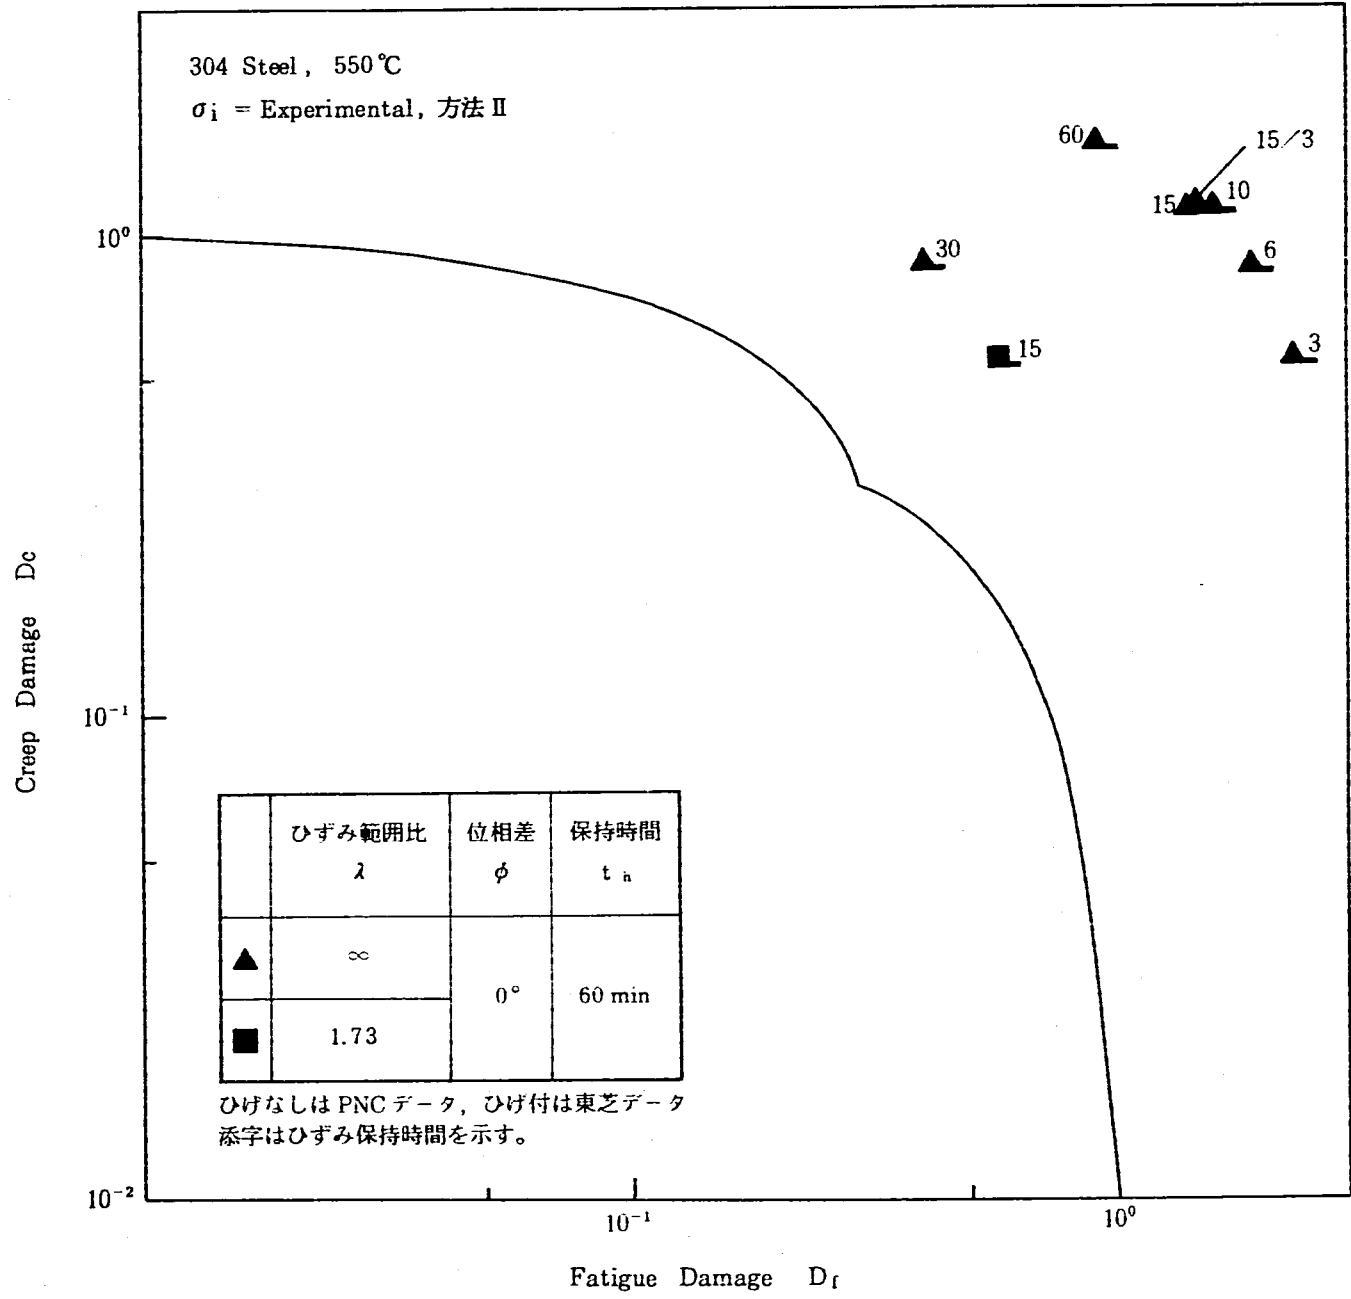 304 Steel, 550℃
σi = Experimental, 方法 II
60
15/3
15
10
10⁰
30
6
15
3
Creep Damage Dc
10⁻¹
ひずみ範囲比 位相差 保持時間
λ φ t h
▲ ∞
0° 60 min
■ 1.73
ひげなしは PNC データ, ひげ付は東芝データ
添字はひずみ保持時間を示す。
10⁻²
10⁻¹ 10⁰
Fatigue Damage Df